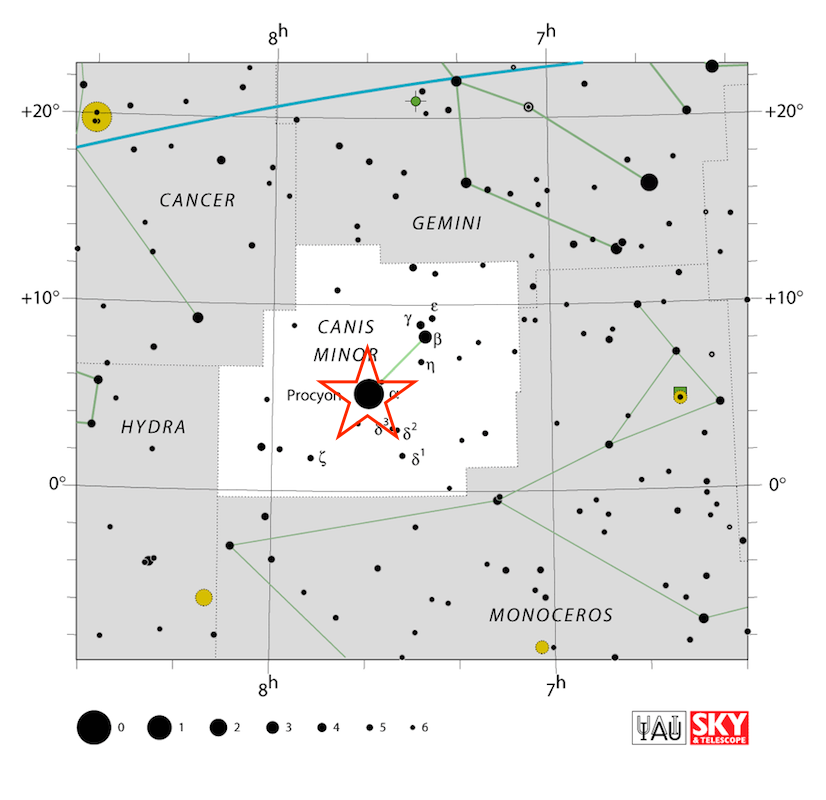 8h 7h
+20° +20°
CANCER
GEMINI
+10° +10°
ε
γ
CANIS
β
MINOR
η
Procyon α
HYDRA
δ3 δ2
ζ δ1
0° 0°
MONOCEROS
8h 7h
0 1 2 3 4 5 6
IAU
SKY
& TELESCOPE